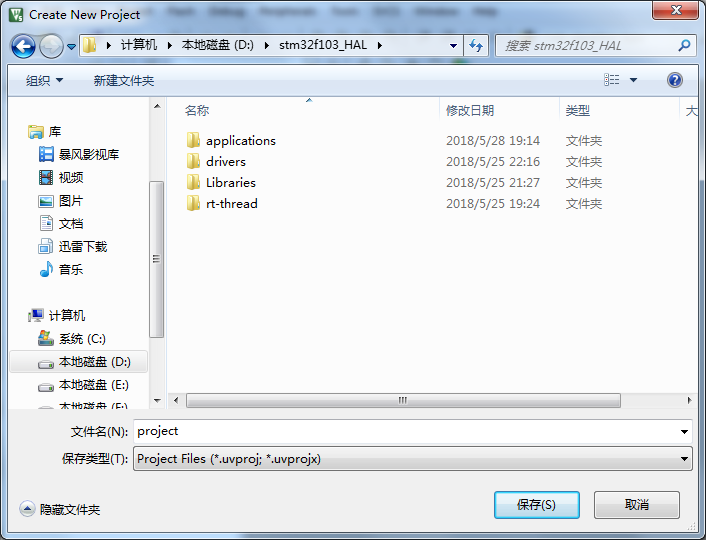 Create New Project
计算机 本地磁盘 (D:) stm32f103_HAL
搜索 stm32f103_HAL
组织 新建文件夹
名称 修改日期 类型 大
库
暴风影视库
视频
图片
文档
迅雷下载
音乐
计算机
系统 (C:)
本地磁盘 (D:)
本地磁盘 (E:)
本地磁盘 (F:)
applications 2018/5/28 19:14 文件夹
drivers 2018/5/25 22:16 文件夹
Libraries 2018/5/25 21:27 文件夹
rt-thread 2018/5/25 19:24 文件夹
文件名(N): project
保存类型(T): Project Files (*.uvproj; *.uvprojx)
隐藏文件夹 保存(S) 取消